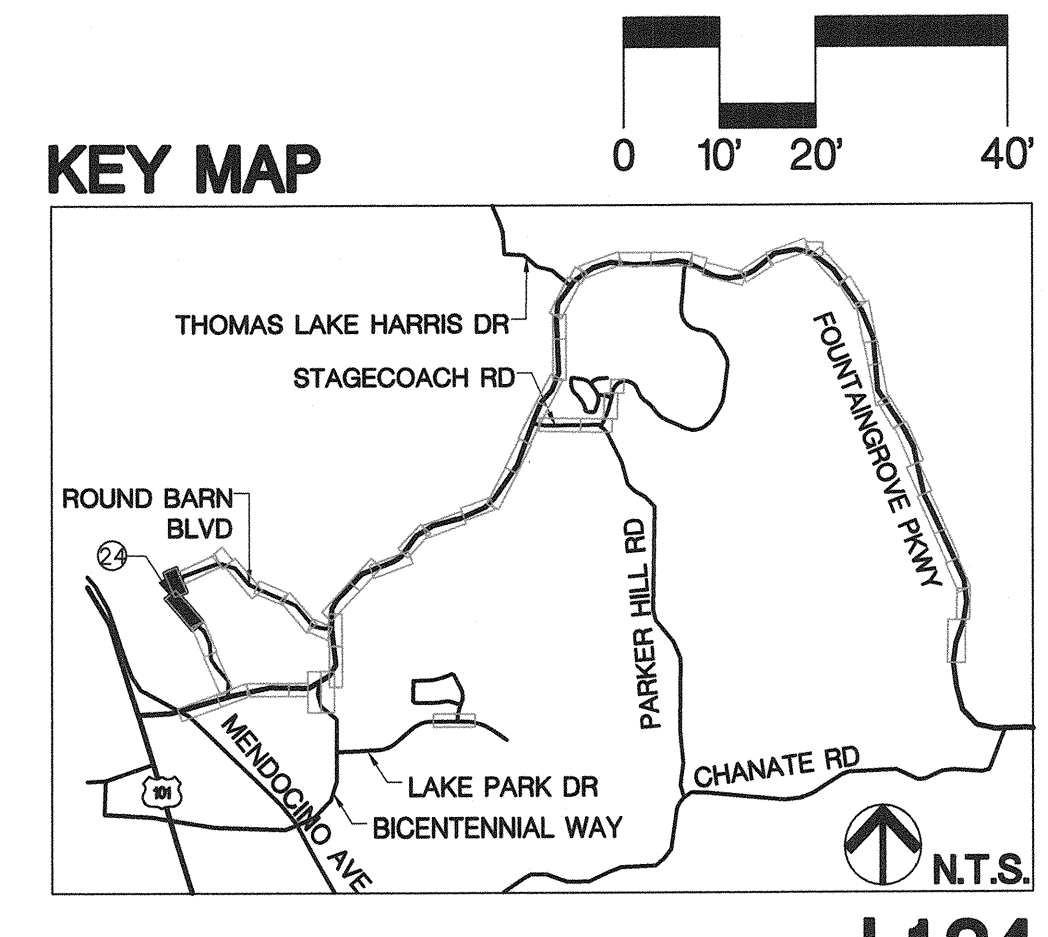 0 10' 20' 40'
KEY MAP
THOMAS LAKE HARRIS DR
STAGECOACH RD
FOUNTAINGROVE PKWY
ROUND BARN
BLVD
24
PARKER HILL RD
MENDOCINO AVE
101
LAKE PARK DR
CHANATE RD
BICENTENNIAL WAY
N.T.S.